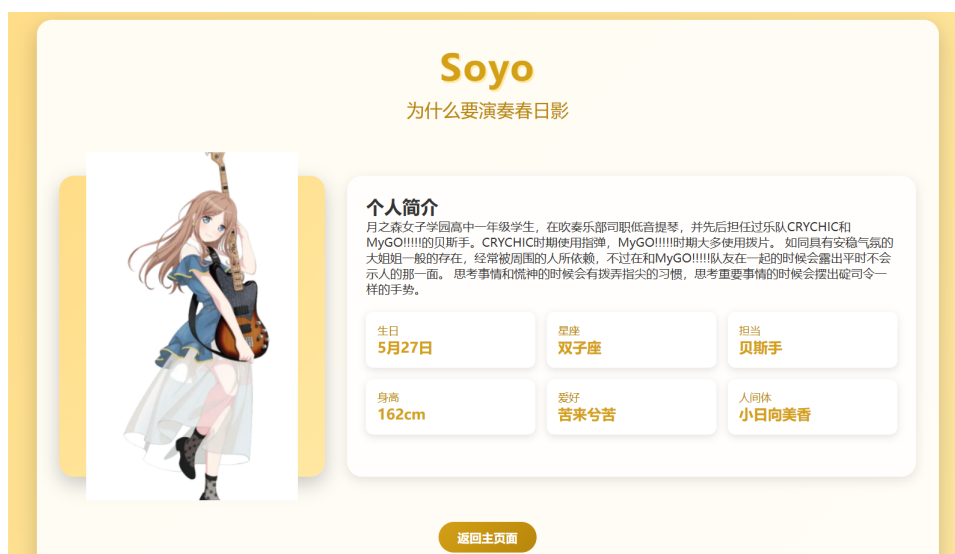 Soyo
为什么要演奏春日影
个人简介
月之森女子学园高中一年级学生，在吹奏乐部司职低音提琴，并先后担任过乐队CRYCHIC和
MyGO!!!!!的贝斯手。CRYCHIC时期使用指弹，MyGO!!!!!时期大多使用拨片。 如同具有安稳气氛的
大姐姐一般的存在，经常被周围的人所依赖，不过在和MyGO!!!!!队友在一起的时候会露出平时不会
示人的那一面。 思考事情和慌神的时候会有拨弄指尖的习惯，思考重要事情的时候会摆出碇司令一
样的手势。
生日
5月27日
星座
双子座
担当
贝斯手
身高
162cm
爱好
苦来兮苦
人间体
小日向美香
返回主页面